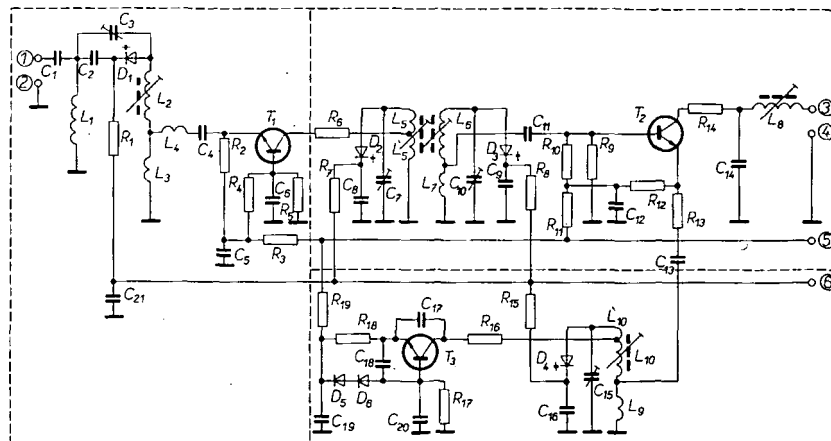 C3
①
C1
C2
D1
②
L2
L1
R1
L4
C4
L3
T1
R2
R4
C6
R5
C5
R3
C21
R6
R7
D2
C8
C7
L5
L'5
L6
L7
C10
D3
C9
C11
R8
R10
R9
R11
C12
R12
T2
R14
R13
C14
L8
③
④
⑤
⑥
C13
R19
R18
C17
C18
T3
R16
R15
D5
D6
R17
C19
C20
D4
C16
C15
L'10
L10
L9